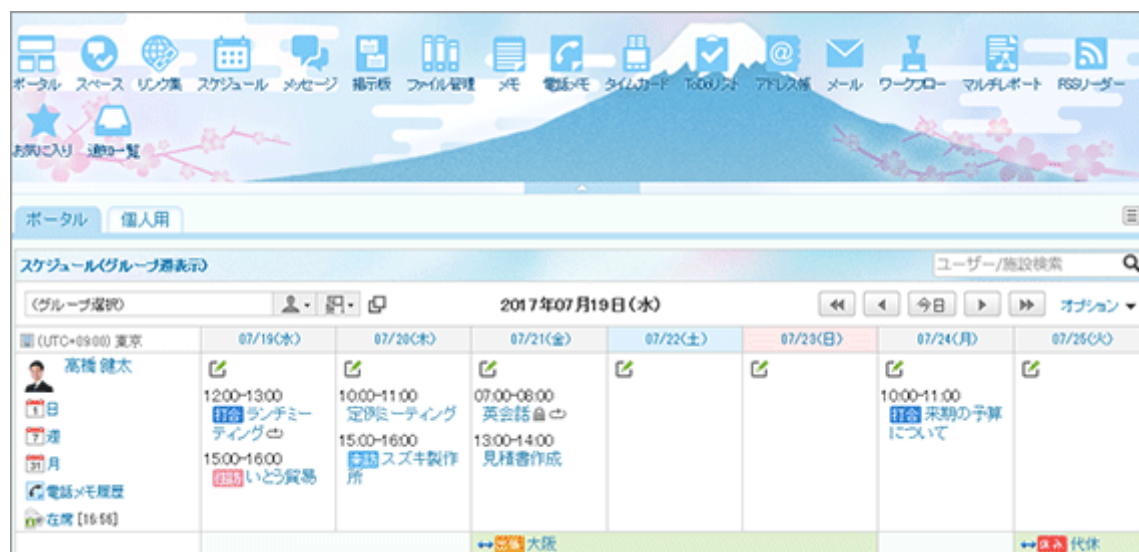 ポータル スペース リンク集 スケジュール メッセージ 掲示板 ファイル管理 メモ 電話メモ タイムカード ToDoリスト アドレス帳 メール ワークフロー マルチレポート RSSリーダー
お気に入り 通知一覧
ポータル 個人用
スケジュール(グループ週表示) ユーザー/施設検索
(グループ選択) 2017年07月19日(水) 今日 オプション
(UTC+09:00) 東京 07/19(水) 07/20(木) 07/21(金) 07/22(土) 07/23(日) 07/24(月) 07/25(火)
高橋 健太
日
週
月
電話メモ履歴
在席 [16:56]
12:00-13:00
打合 ランチミー
ティング
15:00-16:00
往訪 いとう貿易
10:00-11:00
定例ミーティング
15:00-16:00
来訪 スズキ製作
所
07:00-08:00
英会話
13:00-14:00
見積書作成
10:00-11:00
打合 来期の予算
について
出張 大阪
休み 代休